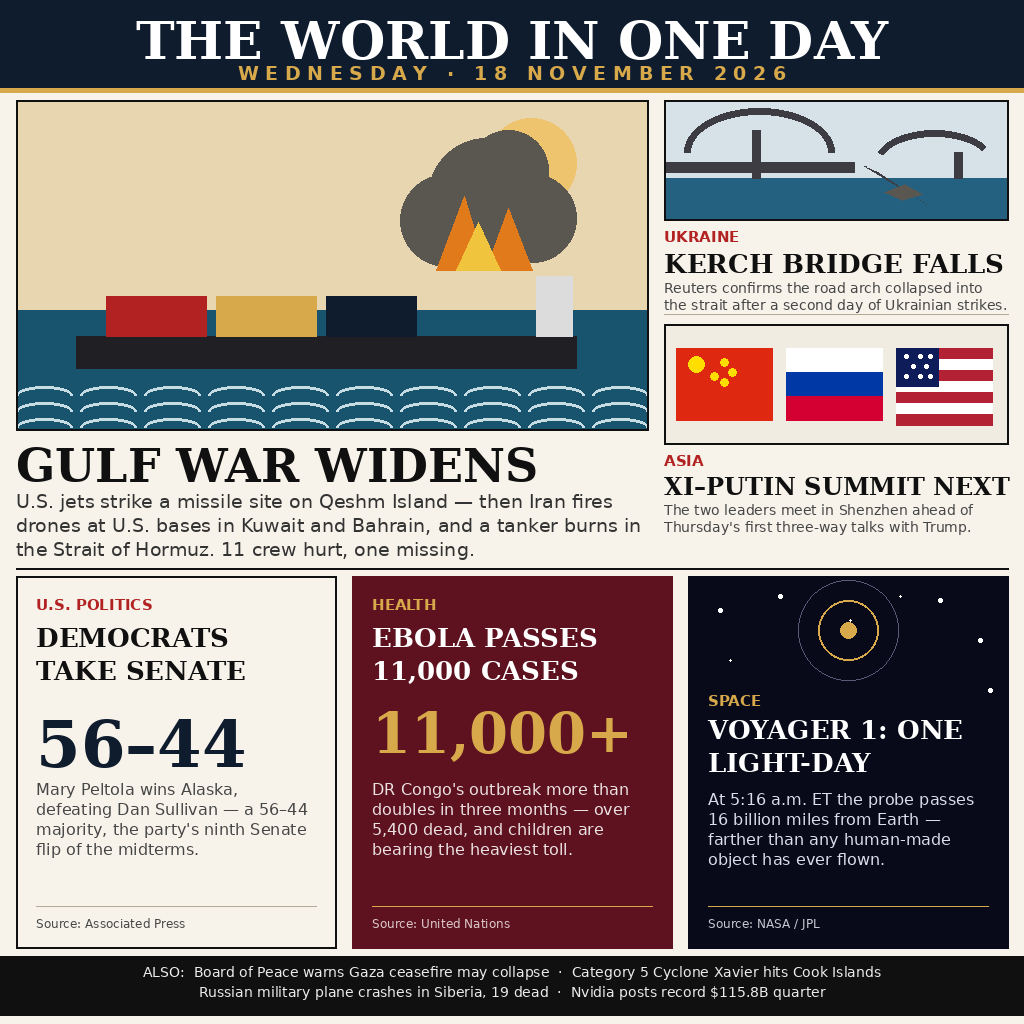 THE WORLD IN ONE DAY
WEDNESDAY · 18 NOVEMBER 2026
GULF WAR WIDENS
U.S. jets strike a missile site on Qeshm Island — then Iran fires
drones at U.S. bases in Kuwait and Bahrain, and a tanker burns in
the Strait of Hormuz. 11 crew hurt, one missing.
UKRAINE
KERCH BRIDGE FALLS
Reuters confirms the road arch collapsed into
the strait after a second day of Ukrainian strikes.
ASIA
XI–PUTIN SUMMIT NEXT
The two leaders meet in Shenzhen ahead of
Thursday's first three-way talks with Trump.
U.S. POLITICS
DEMOCRATS
TAKE SENATE
56–44
Mary Peltola wins Alaska,
defeating Dan Sullivan — a 56–44
majority, the party's ninth Senate
flip of the midterms.
Source: Associated Press
HEALTH
EBOLA PASSES
11,000 CASES
11,000+
DR Congo's outbreak more than
doubles in three months — over
5,400 dead, and children are
bearing the heaviest toll.
Source: United Nations
SPACE
VOYAGER 1: ONE
LIGHT-DAY
At 5:16 a.m. ET the probe passes
16 billion miles from Earth —
farther than any human-made
object has ever flown.
Source: NASA / JPL
ALSO: Board of Peace warns Gaza ceasefire may collapse · Category 5 Cyclone Xavier hits Cook Islands
Russian military plane crashes in Siberia, 19 dead · Nvidia posts record $115.8B quarter